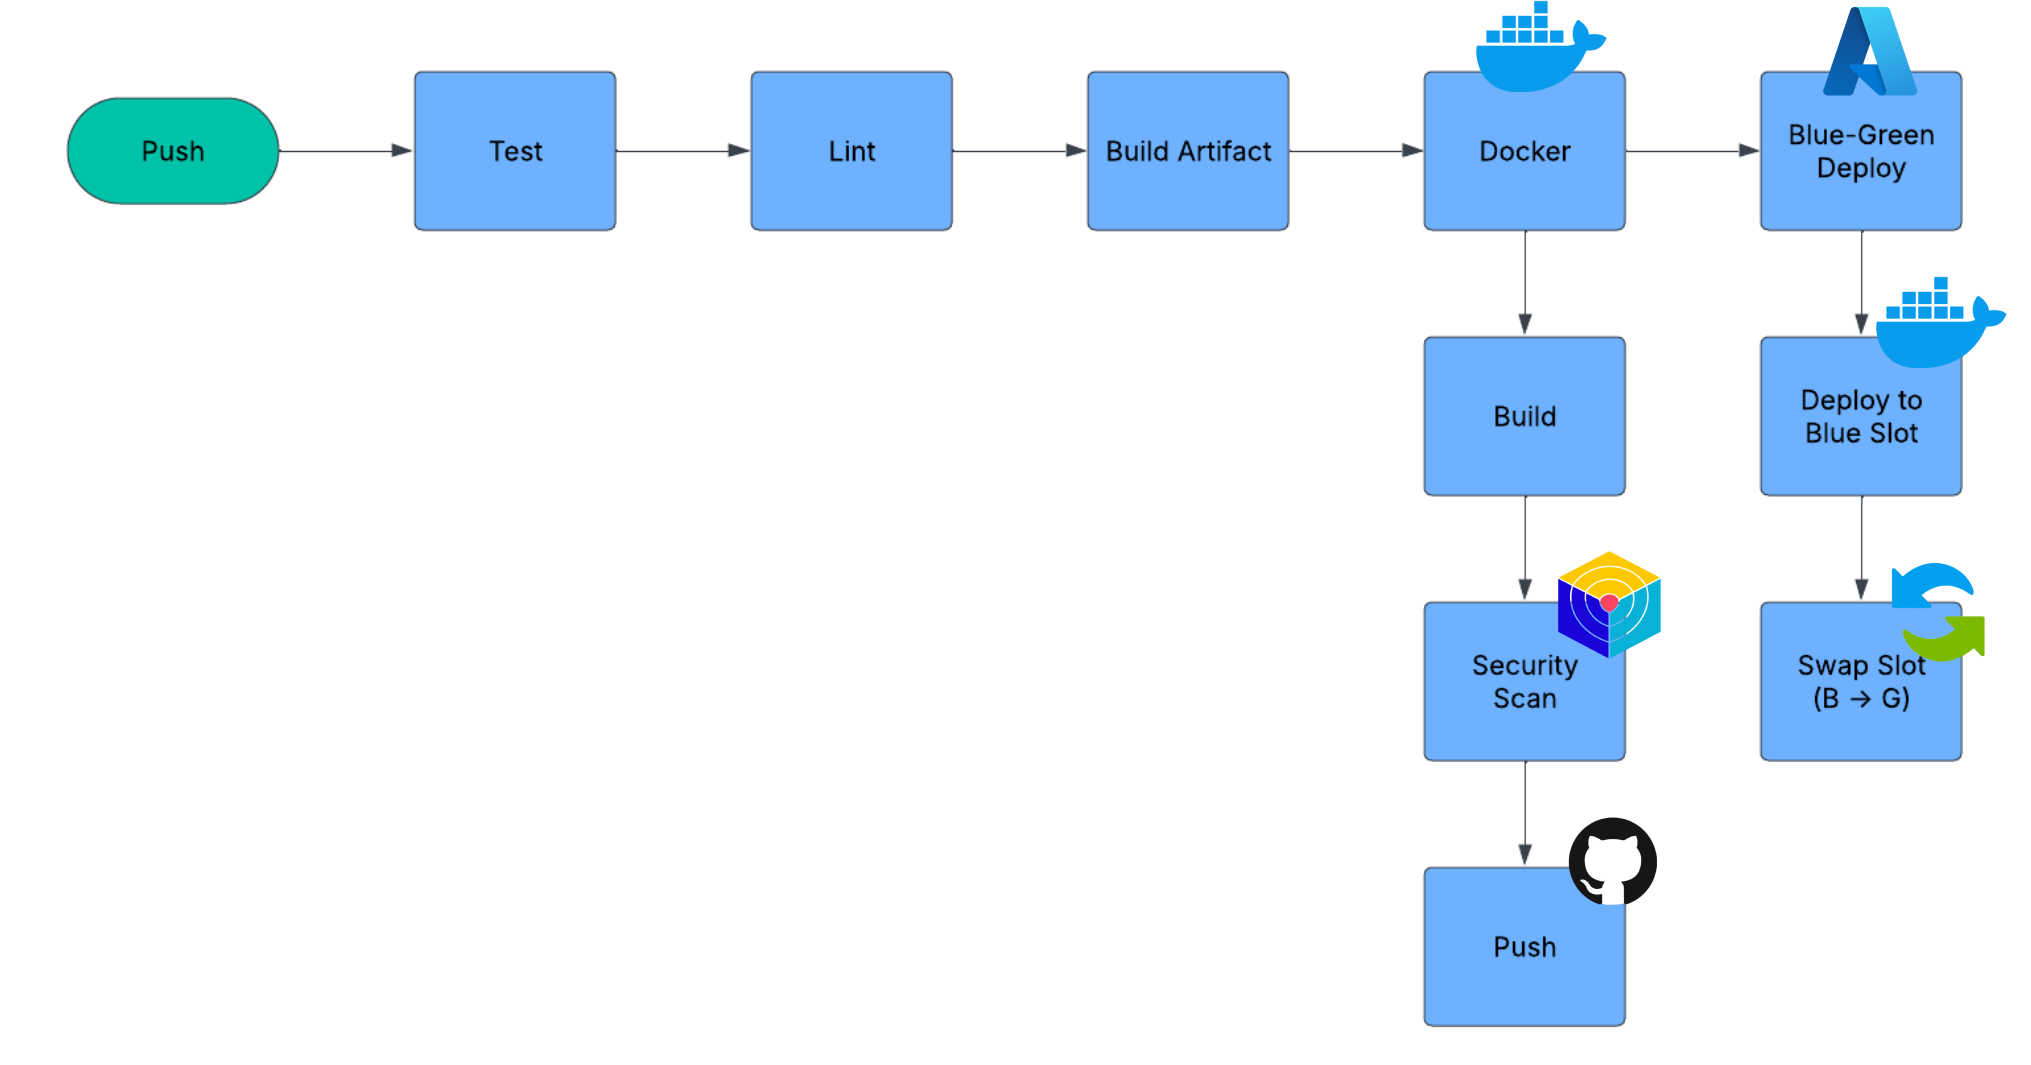 Push
Test
Lint
Build Artifact
Docker
Blue-Green
Deploy
Build
Deploy to
Blue Slot
Security
Scan
Swap Slot
(B → G)
Push